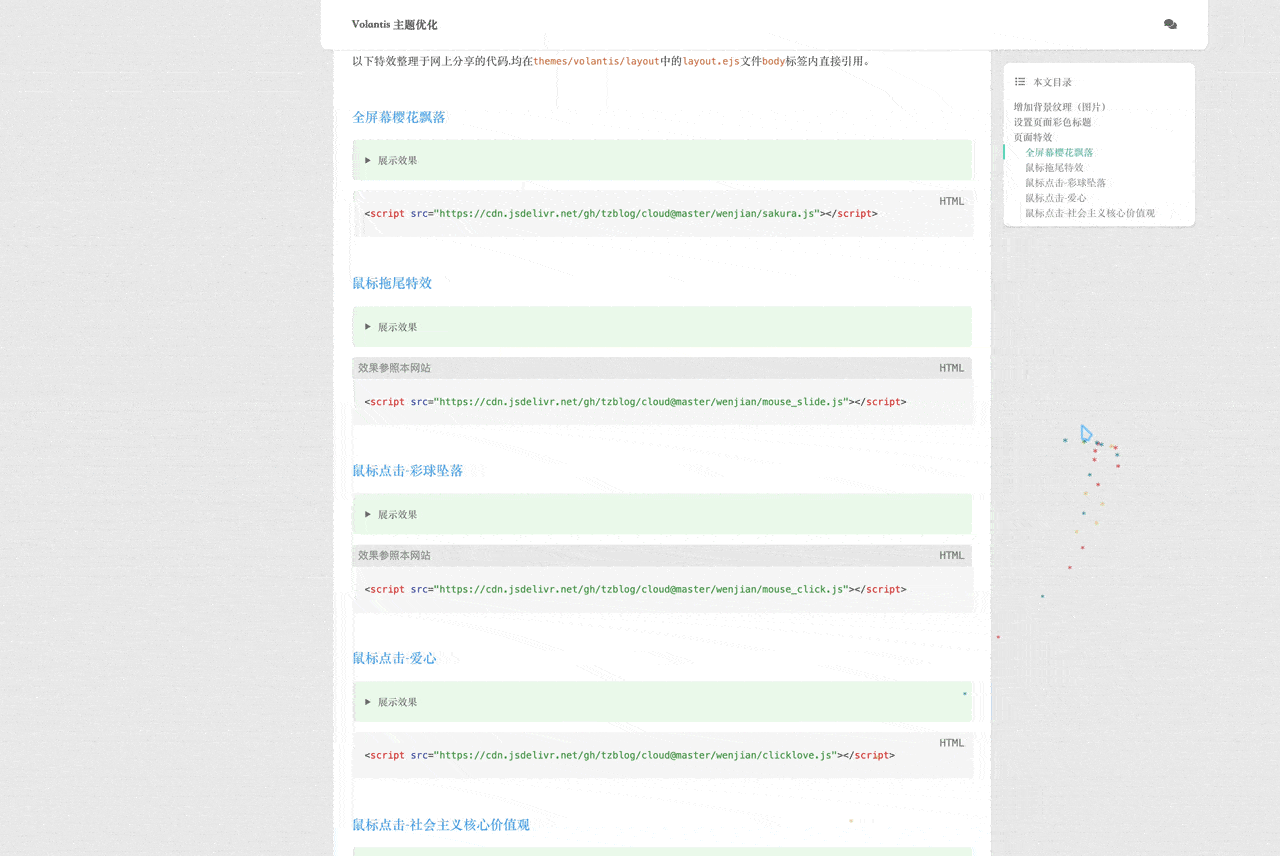 Volantis 主题优化
以下特效整理于网上分享的代码,均在themes/volantis/layout中的layout.ejs文件body标签内直接引用。
全屏幕樱花飘落
展示效果
HTML
<script src="https://cdn.jsdelivr.net/gh/tzblog/cloud@master/wenjian/sakura.js"></script>
鼠标拖尾特效
展示效果
效果参照本网站 HTML
<script src="https://cdn.jsdelivr.net/gh/tzblog/cloud@master/wenjian/mouse_slide.js"></script>
鼠标点击-彩球坠落
展示效果
效果参照本网站 HTML
<script src="https://cdn.jsdelivr.net/gh/tzblog/cloud@master/wenjian/mouse_click.js"></script>
鼠标点击-爱心
展示效果
HTML
<script src="https://cdn.jsdelivr.net/gh/tzblog/cloud@master/wenjian/clicklove.js"></script>
鼠标点击-社会主义核心价值观
本文目录
增加背景纹理（图片）
设置页面彩色标题
页面特效
全屏幕樱花飘落
鼠标拖尾特效
鼠标点击-彩球坠落
鼠标点击-爱心
鼠标点击-社会主义核心价值观